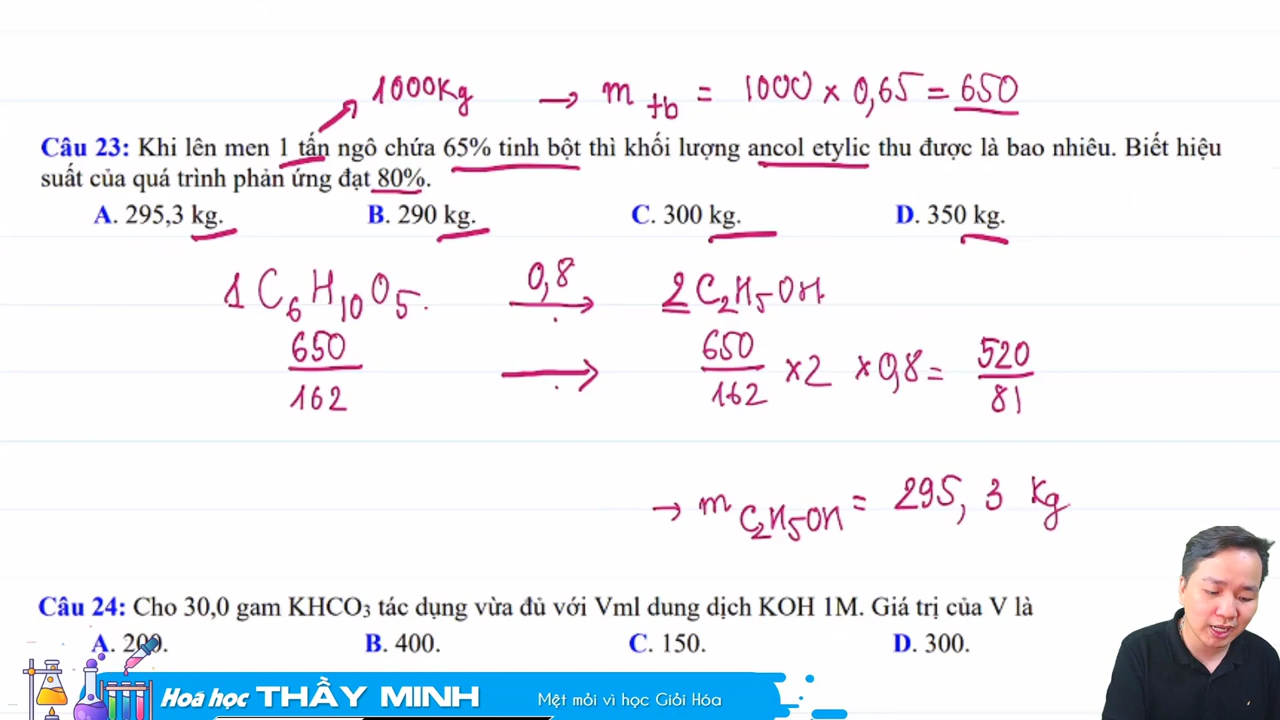 1000Kg → m tb = 1000 × 0,65 = 650
Câu 23: Khi lên men 1 tấn ngô chứa 65% tinh bột thì khối lượng ancol etylic thu được là bao nhiêu. Biết hiệu
suất của quá trình phản ứng đạt 80%.
A. 295,3 kg. B. 290 kg. C. 300 kg. D. 350 kg.
1C6H10O5. 0,8 → 2C2H5OH
650/162 → 650/162 ×2 ×0,8 = 520/81
→ m C2H5OH = 295,3 Kg
Câu 24: Cho 30,0 gam KHCO₃ tác dụng vừa đủ với Vml dung dịch KOH 1M. Giá trị của V là
A. 200. B. 400. C. 150. D. 300.
Hoá học THẦY MINH Mệt mỏi vì học Giỏi Hóa